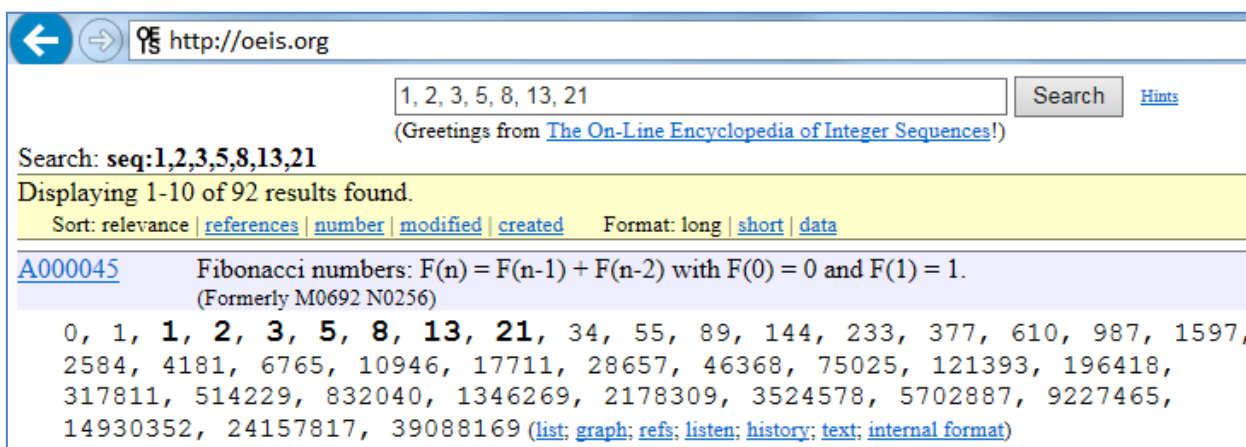 OE IS http://oeis.org
1, 2, 3, 5, 8, 13, 21 Search Hints
(Greetings from The On-Line Encyclopedia of Integer Sequences!)
Search: seq:1,2,3,5,8,13,21
Displaying 1-10 of 92 results found.
Sort: relevance | references | number | modified | created Format: long | short | data
A000045 Fibonacci numbers: F(n) = F(n-1) + F(n-2) with F(0) = 0 and F(1) = 1.
(Formerly M0692 N0256)
0, 1, 1, 2, 3, 5, 8, 13, 21, 34, 55, 89, 144, 233, 377, 610, 987, 1597,
2584, 4181, 6765, 10946, 17711, 28657, 46368, 75025, 121393, 196418,
317811, 514229, 832040, 1346269, 2178309, 3524578, 5702887, 9227465,
14930352, 24157817, 39088169 (list; graph; refs; listen; history; text; internal format)